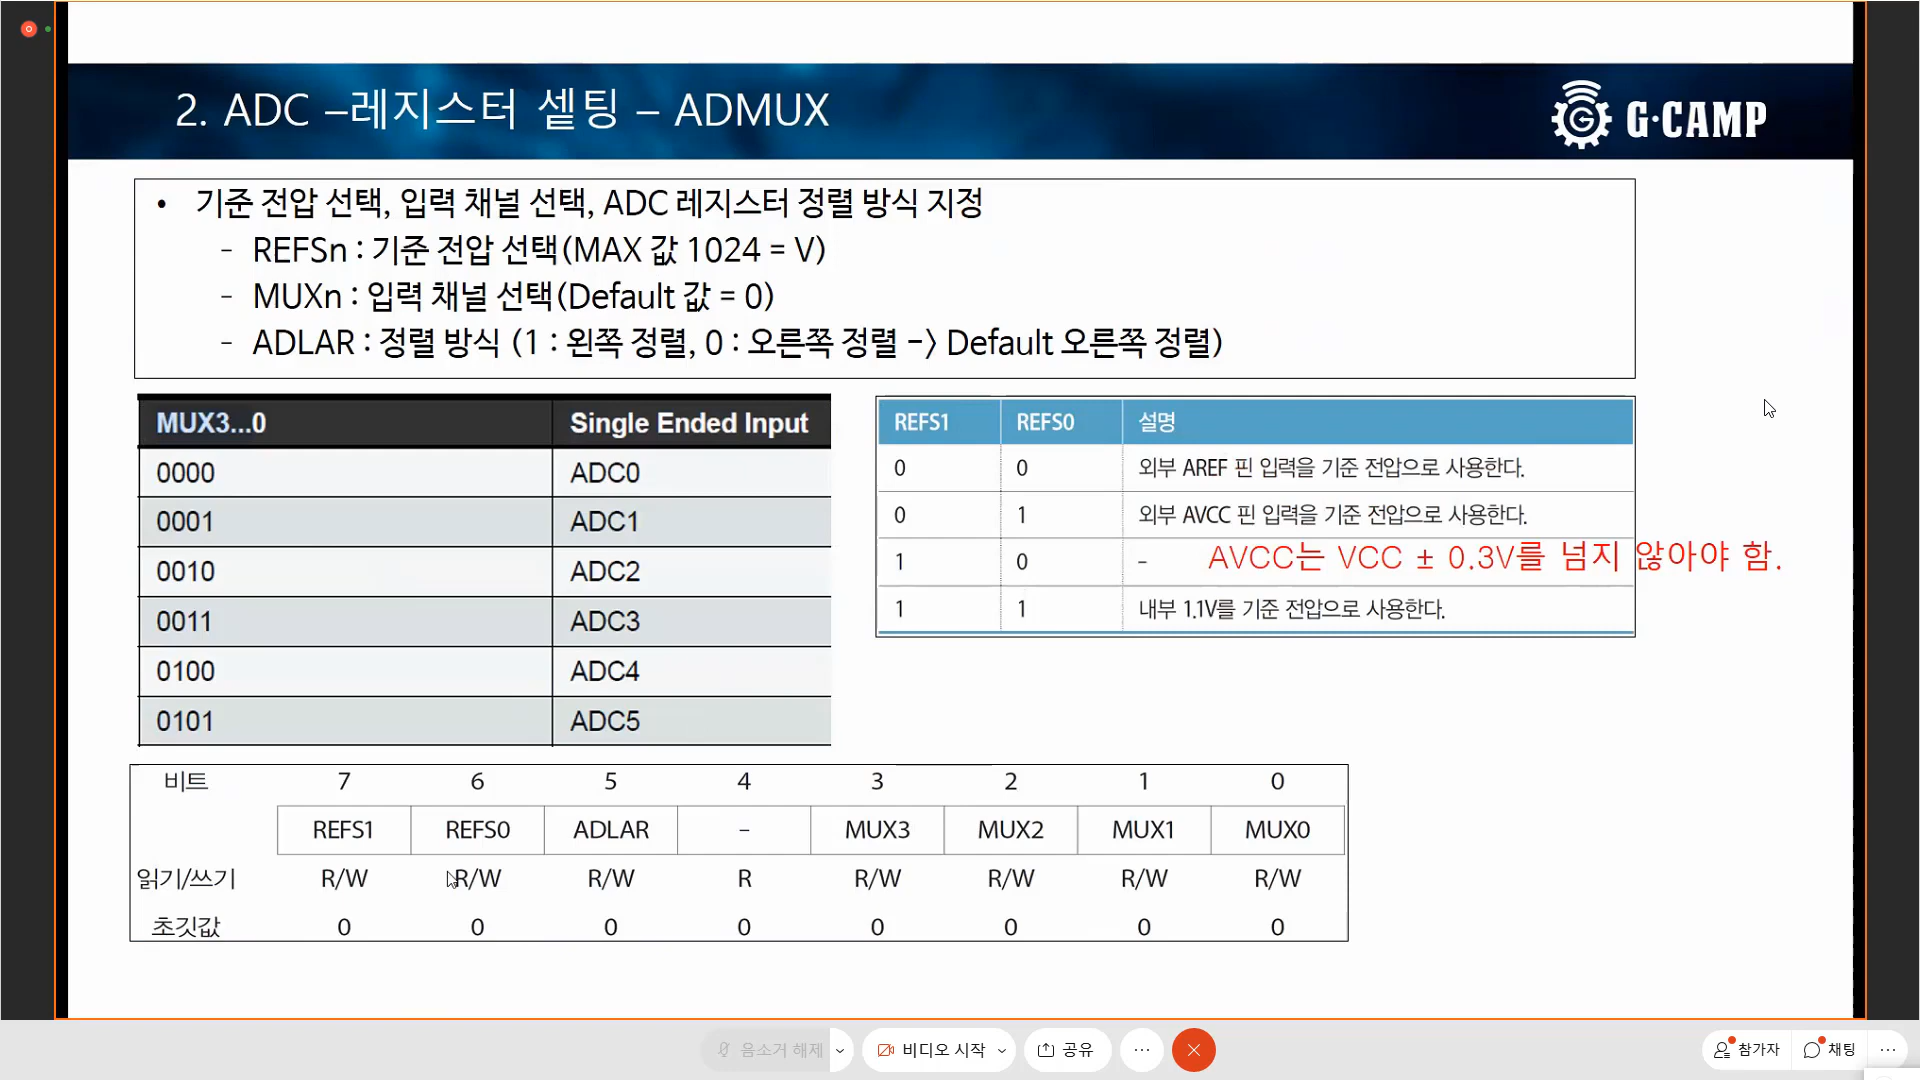 2. ADC –레지스터 셑팅 – ADMUX
G·CAMP
• 기준 전압 선택, 입력 채널 선택, ADC 레지스터 정렬 방식 지정
- REFSn : 기준 전압 선택(MAX 값 1024 = V)
- MUXn : 입력 채널 선택(Default 값 = 0)
- ADLAR : 정렬 방식 (1 : 왼쪽 정렬, 0 : 오른쪽 정렬 -> Default 오른쪽 정렬)
MUX3...0 Single Ended Input
0000 ADC0
0001 ADC1
0010 ADC2
0011 ADC3
0100 ADC4
0101 ADC5
REFS1 REFS0 설명
0 0 외부 AREF 핀 입력을 기준 전압으로 사용한다.
0 1 외부 AVCC 핀 입력을 기준 전압으로 사용한다.
1 0 –
AVCC는 VCC ± 0.3V를 넘지 않아야 함.
1 1 내부 1.1V를 기준 전압으로 사용한다.
비트 7 6 5 4 3 2 1 0
REFS1 REFS0 ADLAR – MUX3 MUX2 MUX1 MUX0
읽기/쓰기 R/W R/W R/W R R/W R/W R/W R/W
초깃값 0 0 0 0 0 0 0 0
음소거 해제 비디오 시작 공유 ... 참가자 채팅 ...